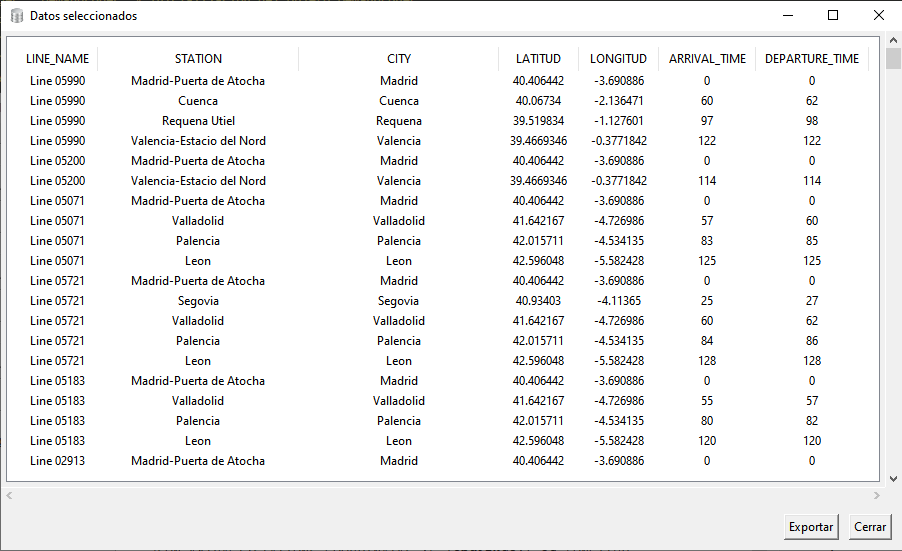 Datos seleccionados
LINE_NAME STATION CITY LATITUD LONGITUD ARRIVAL_TIME DEPARTURE_TIME
Line 05990 Madrid-Puerta de Atocha Madrid 40.406442 -3.690886 0 0
Line 05990 Cuenca Cuenca 40.06734 -2.136471 60 62
Line 05990 Requena Utiel Requena 39.519834 -1.127601 97 98
Line 05990 Valencia-Estacio del Nord Valencia 39.4669346 -0.3771842 122 122
Line 05200 Madrid-Puerta de Atocha Madrid 40.406442 -3.690886 0 0
Line 05200 Valencia-Estacio del Nord Valencia 39.4669346 -0.3771842 114 114
Line 05071 Madrid-Puerta de Atocha Madrid 40.406442 -3.690886 0 0
Line 05071 Valladolid Valladolid 41.642167 -4.726986 57 60
Line 05071 Palencia Palencia 42.015711 -4.534135 83 85
Line 05071 Leon Leon 42.596048 -5.582428 125 125
Line 05721 Madrid-Puerta de Atocha Madrid 40.406442 -3.690886 0 0
Line 05721 Segovia Segovia 40.93403 -4.11365 25 27
Line 05721 Valladolid Valladolid 41.642167 -4.726986 60 62
Line 05721 Palencia Palencia 42.015711 -4.534135 84 86
Line 05721 Leon Leon 42.596048 -5.582428 128 128
Line 05183 Madrid-Puerta de Atocha Madrid 40.406442 -3.690886 0 0
Line 05183 Valladolid Valladolid 41.642167 -4.726986 55 57
Line 05183 Palencia Palencia 42.015711 -4.534135 80 82
Line 05183 Leon Leon 42.596048 -5.582428 120 120
Line 02913 Madrid-Puerta de Atocha Madrid 40.406442 -3.690886 0 0
Exportar Cerrar